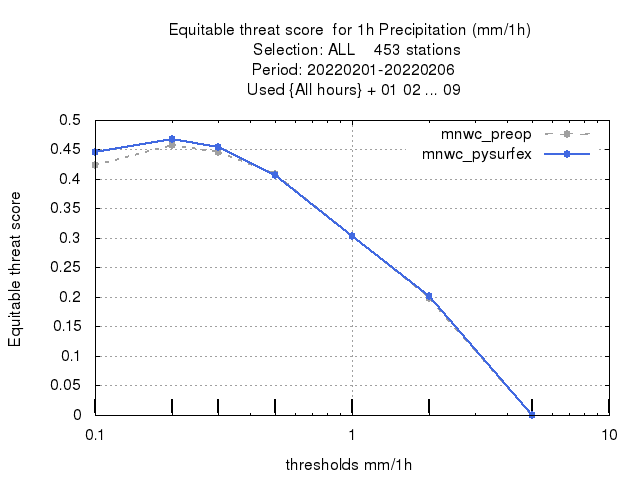 Equitable threat score  for 1h Precipitation (mm/1h)
Selection: ALL    453 stations
Period: 20220201-20220206
Used {All hours} + 01 02 ... 09
mnwc_preop
mnwc_pysurfex
Equitable threat score
0.5
0.45
0.4
0.35
0.3
0.25
0.2
0.15
0.1
0.05
0
0.1 1 10
thresholds mm/1h